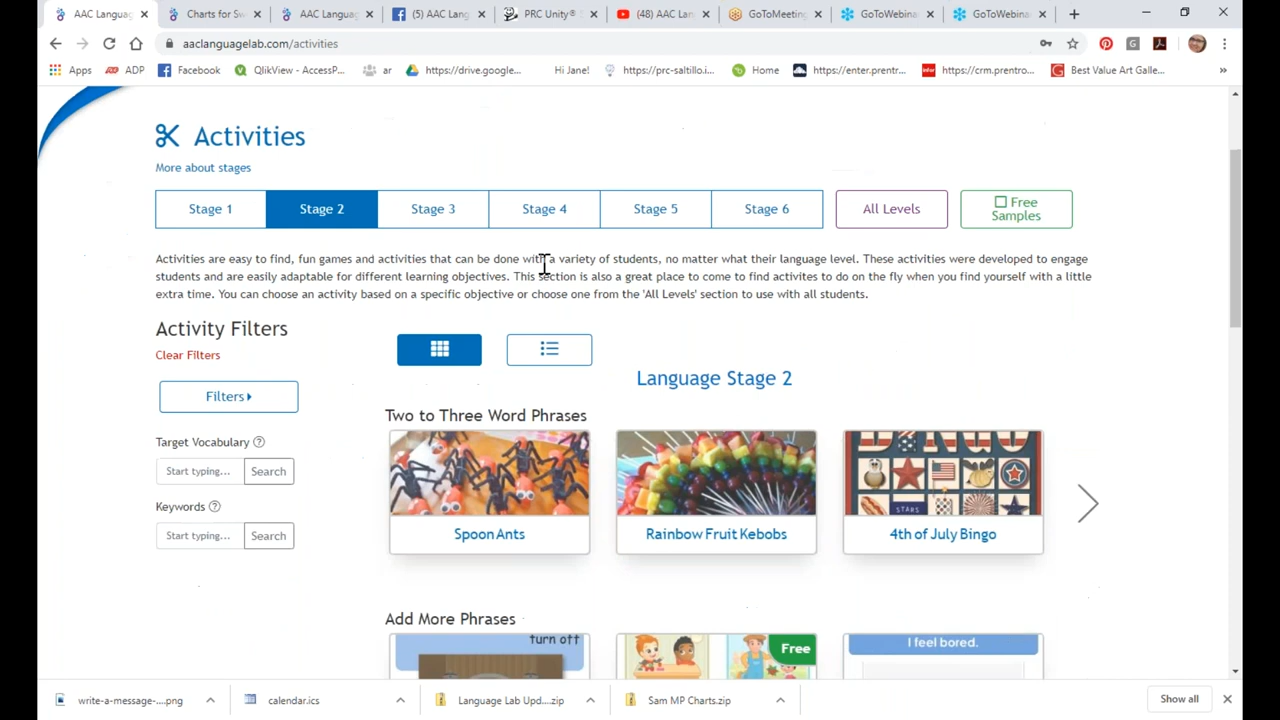 AAC Langua
Charts for Sw
AAC Langua
(5) AAC Lang
PRC Unity®
(48) AAC Lan
GoToMeeting
GoToWebina
GoToWebina
aaclanguagelab.com/activities
Apps
ADP
Facebook
QlikView - AccessP...
ar
https://drive.google...
Hi Jane!
https://prc-saltillo.i...
Home
https://enter.prentr...
https://crm.prentro...
Best Value Art Galle...
Activities
More about stages
Stage 1
Stage 2
Stage 3
Stage 4
Stage 5
Stage 6
All Levels
Free
Samples
Activities are easy to find, fun games and activities that can be done with a variety of students, no matter what their language level. These activities were developed to engage
students and are easily adaptable for different learning objectives. This section is also a great place to come to find activites to do on the fly when you find yourself with a little
extra time. You can choose an activity based on a specific objective or choose one from the 'All Levels' section to use with all students.
Activity Filters
Clear Filters
Filters
Language Stage 2
Two to Three Word Phrases
Target Vocabulary
Start typing...
Search
Keywords
Start typing...
Search
STARS
Spoon Ants
Rainbow Fruit Kebobs
4th of July Bingo
Add More Phrases
turn off
Free
I feel bored.
write-a-message-....png
calendar.ics
Language Lab Upd....zip
Sam MP Charts.zip
Show all